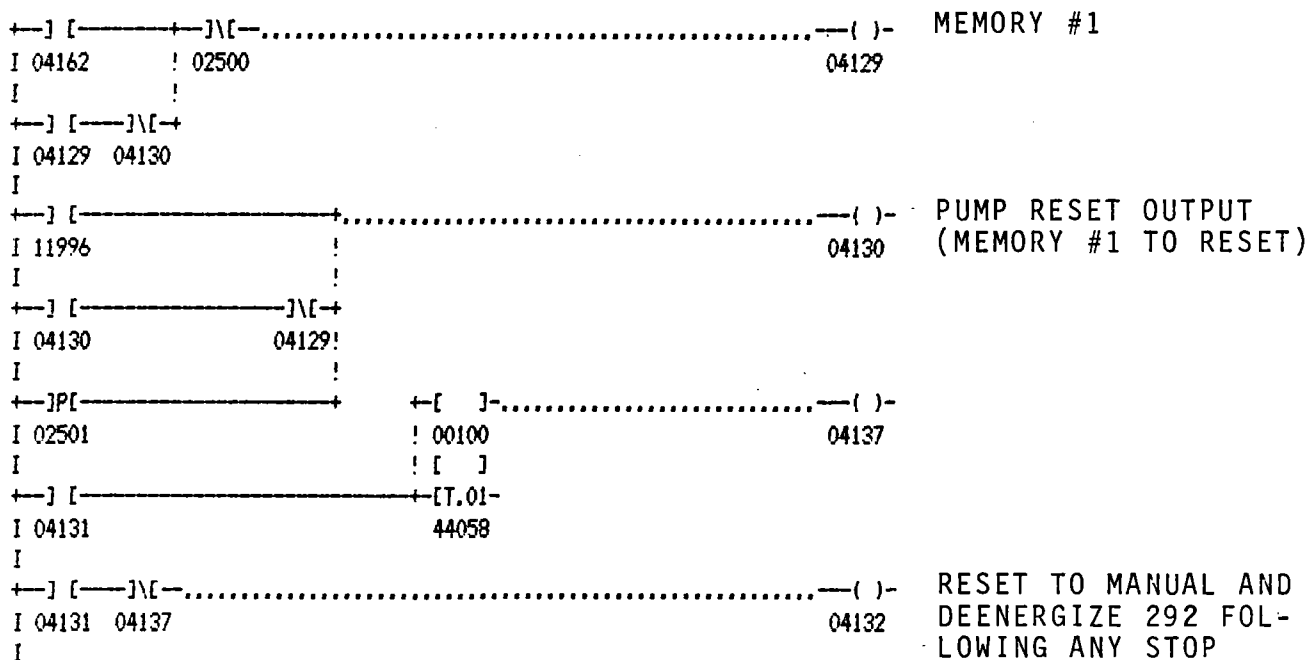 +--] [--------+--]\[--.................................................---( )-  MEMORY #1
I 04162       ! 02500                                                04129
I             !
+--] [----]\[-+
I 04129  04130
I
+--] [--------------------+............................................---( )-  PUMP RESET OUTPUT
I 11996                   !                                          04130  (MEMORY #1 TO RESET)
I                         !
+--] [----------------]\[-+
I 04130             04129!
I                         !
+--]P[--------------------+     +-[   ]-...........................---( )-
I 02501                         ! 00100                              04137
I                               ! [   ]
+--] [--------------------------+-[T.01-
I 04131                           44058
I
+--] [----]\[--........................................................---( )-  RESET TO MANUAL AND
I 04131  04137                                                       04132  DEENERGIZE 292 FOL-
I                                                                           LOWING ANY STOP